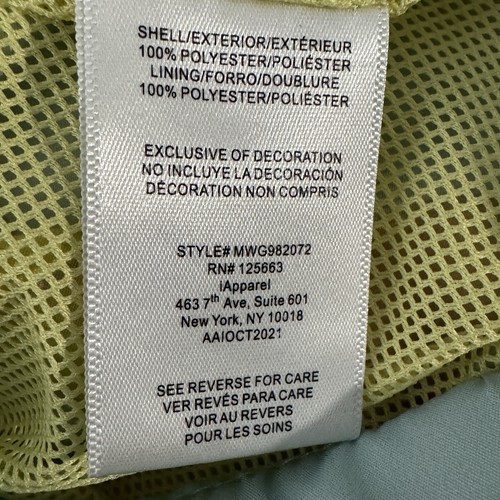 SHELL/EXTERIOR/EXTÉRIEUR
100% POLYESTER/POLIÉSTER
LINING/FORRO/DOUBLURE
100% POLYESTER/POLIÉSTER
EXCLUSIVE OF DECORATION
NO INCLUYE LA DECORACIÓN
DÉCORATION NON COMPRIS
STYLE# MWG982072
RN# 125663
iApparel
463 7th Ave, Suite 601
New York, NY 10018
AAIOCT2021
SEE REVERSE FOR CARE
VER REVÉS PARA CARE
VOIR AU REVERS
POUR LES SOINS